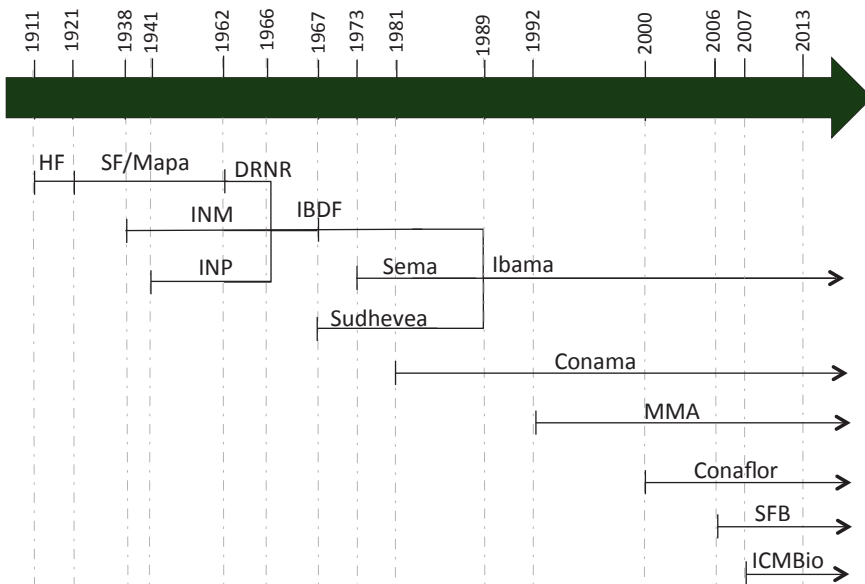 1911
1921
1938
1941
1962
1966
1967
1973
1981
1989
1992
2000
2006
2007
2013
HF
SF/Mapa
DRNR
INM
IBDF
INP
Sema
Ibama
Sudhevea
Conama
MMA
Conaflor
SFB
ICMBio